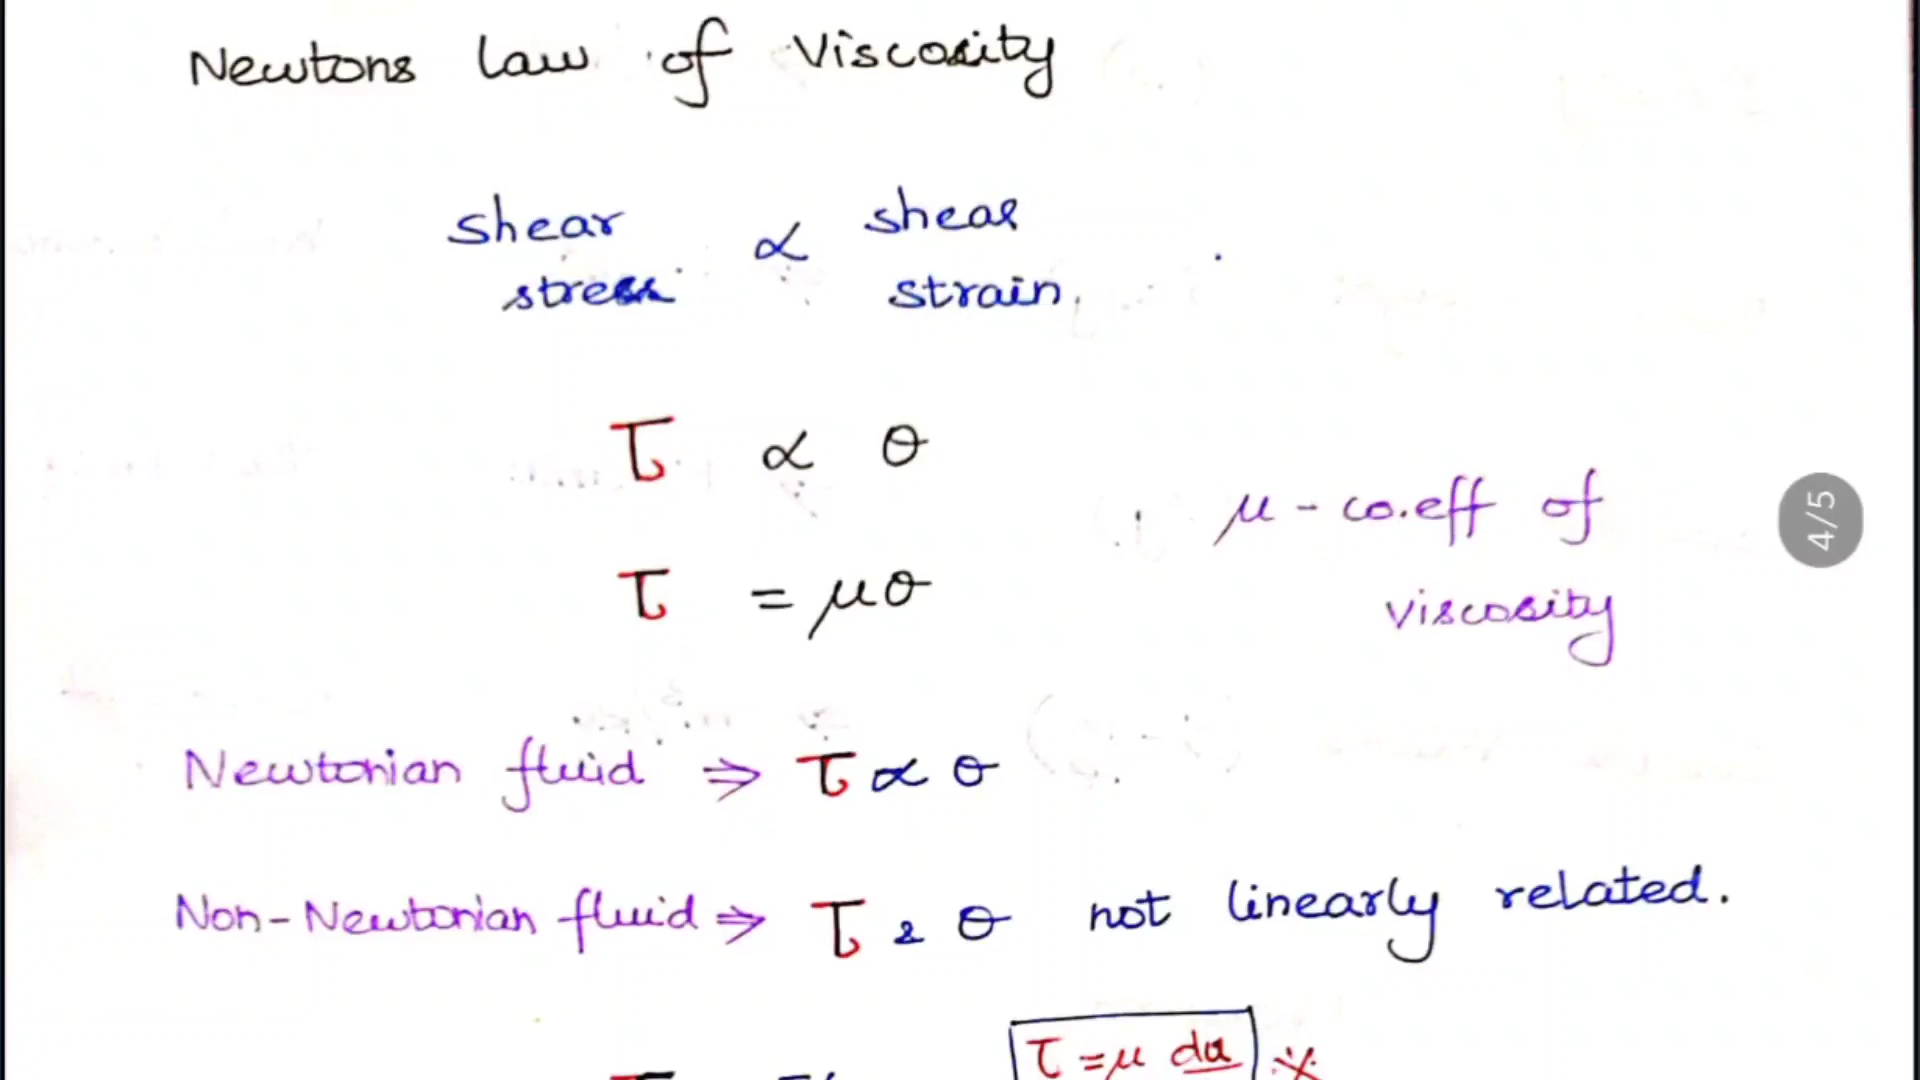 Newtons law of Viscosity
shear ∝ shear
stress strain
τ ∝ θ
τ = μθ
μ - co.eff of
viscosity
4/5
Newtonian fluid ⇒ τ ∝ θ
Non-Newtonian fluid ⇒ τ & θ not linearly related.
τ = μ du